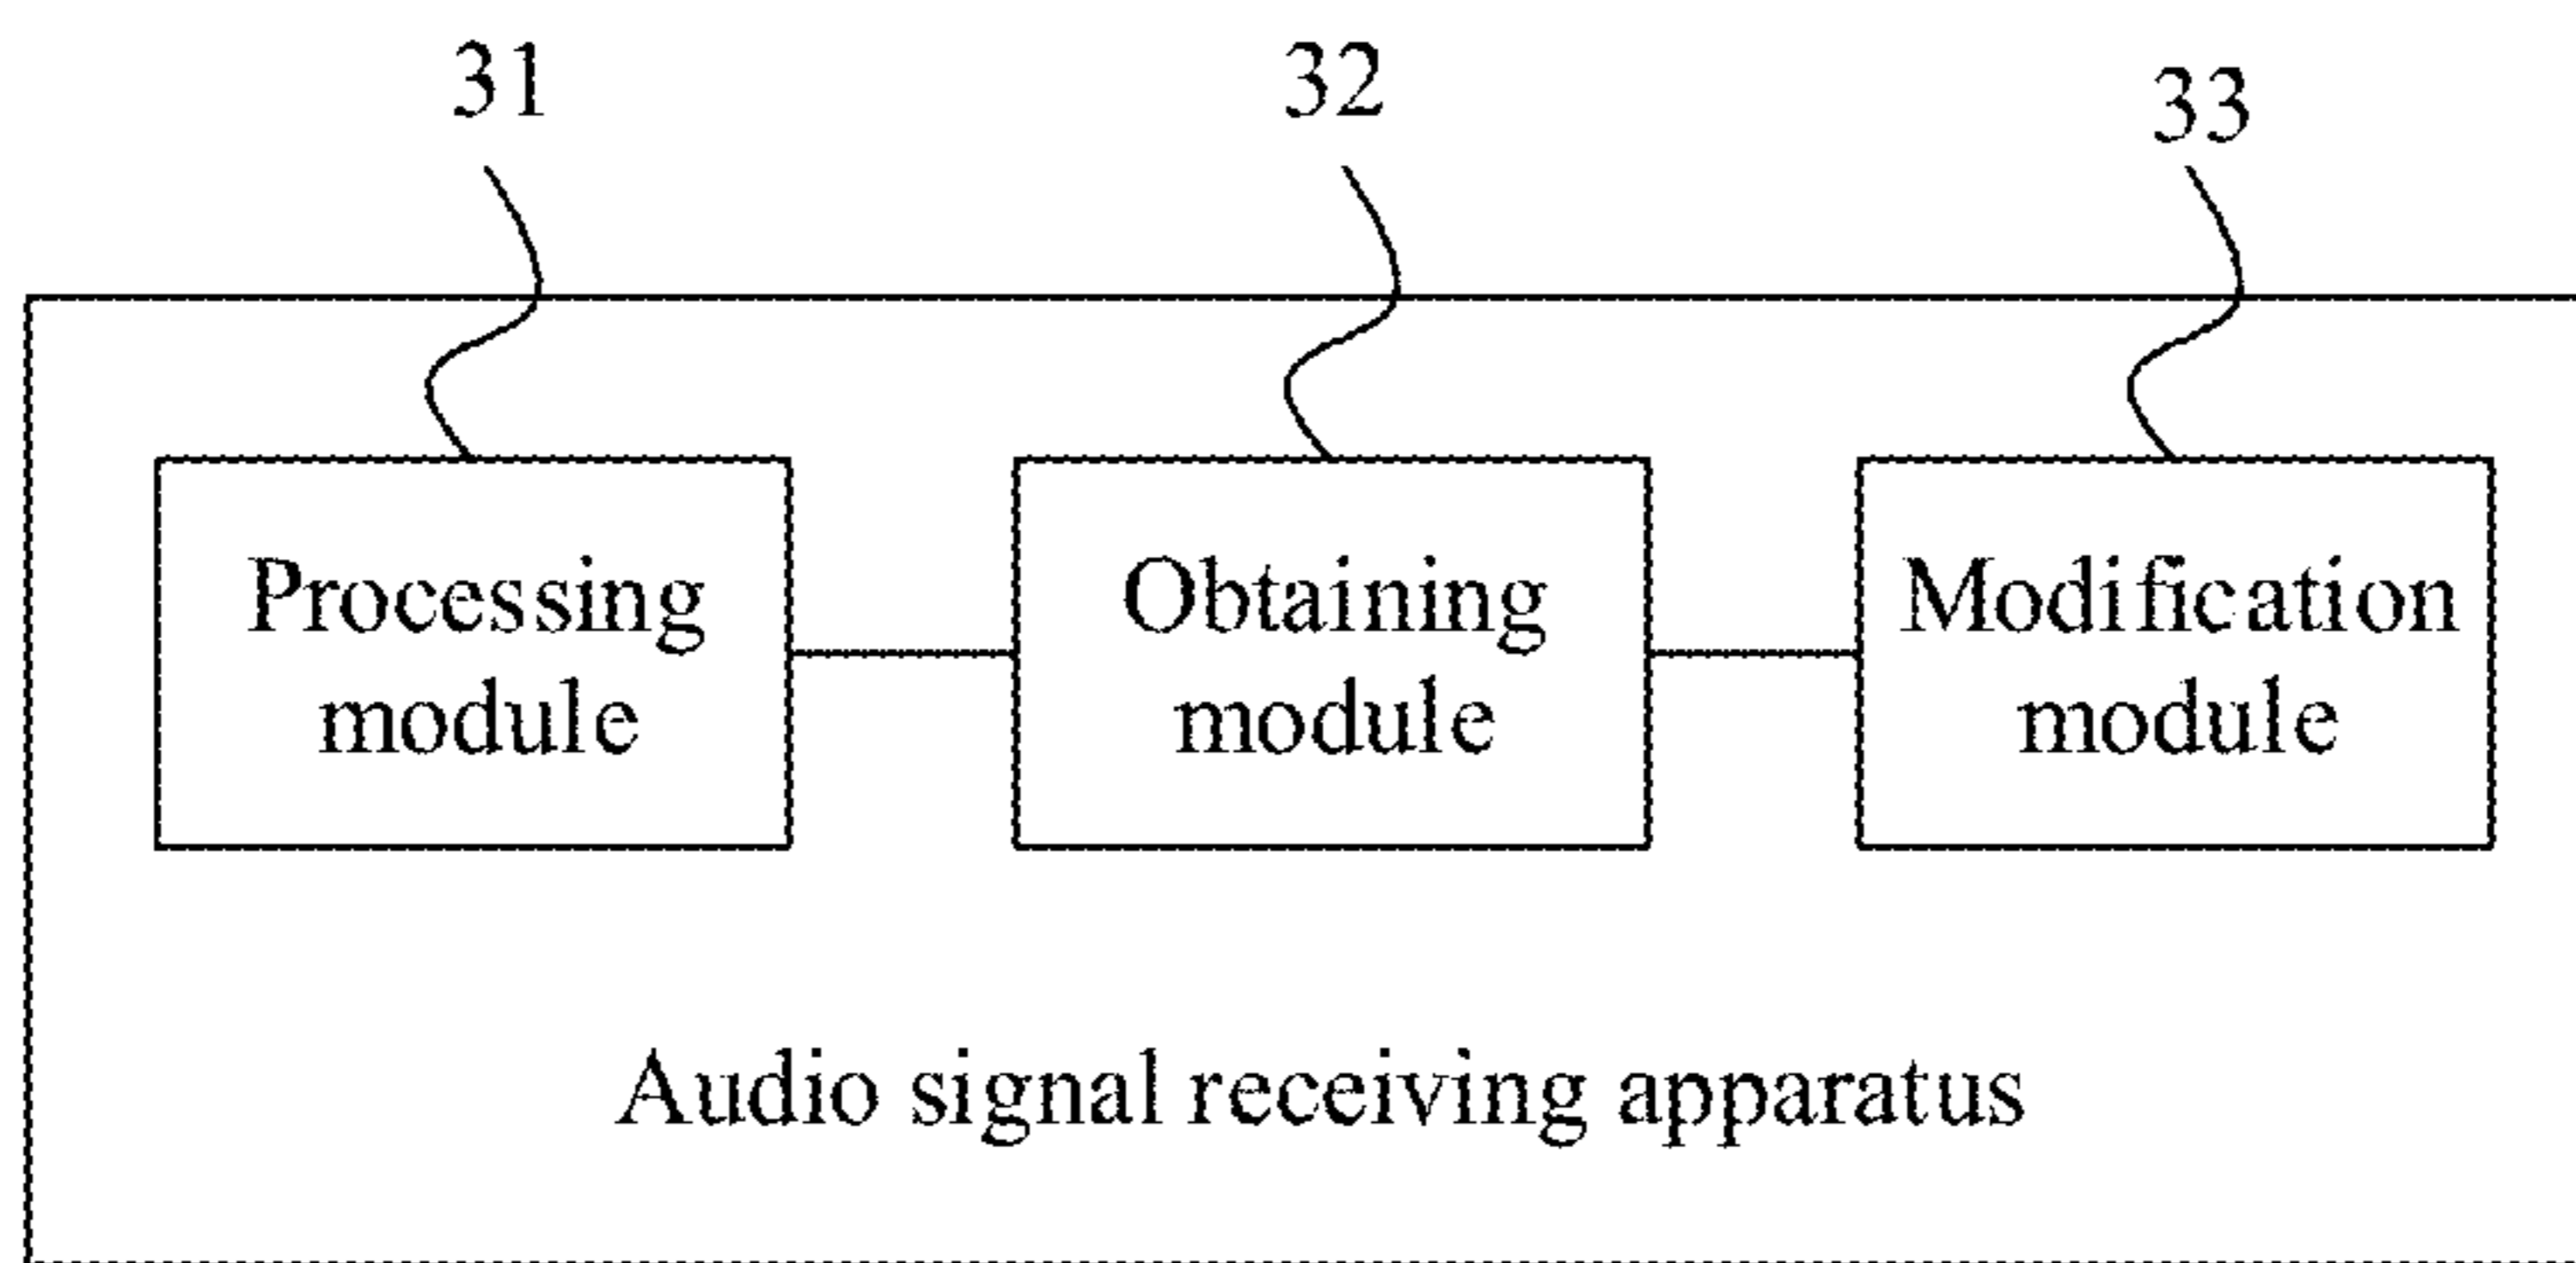 31 32 33
Processing Obtaining Modification
module module module
Audio signal receiving apparatus